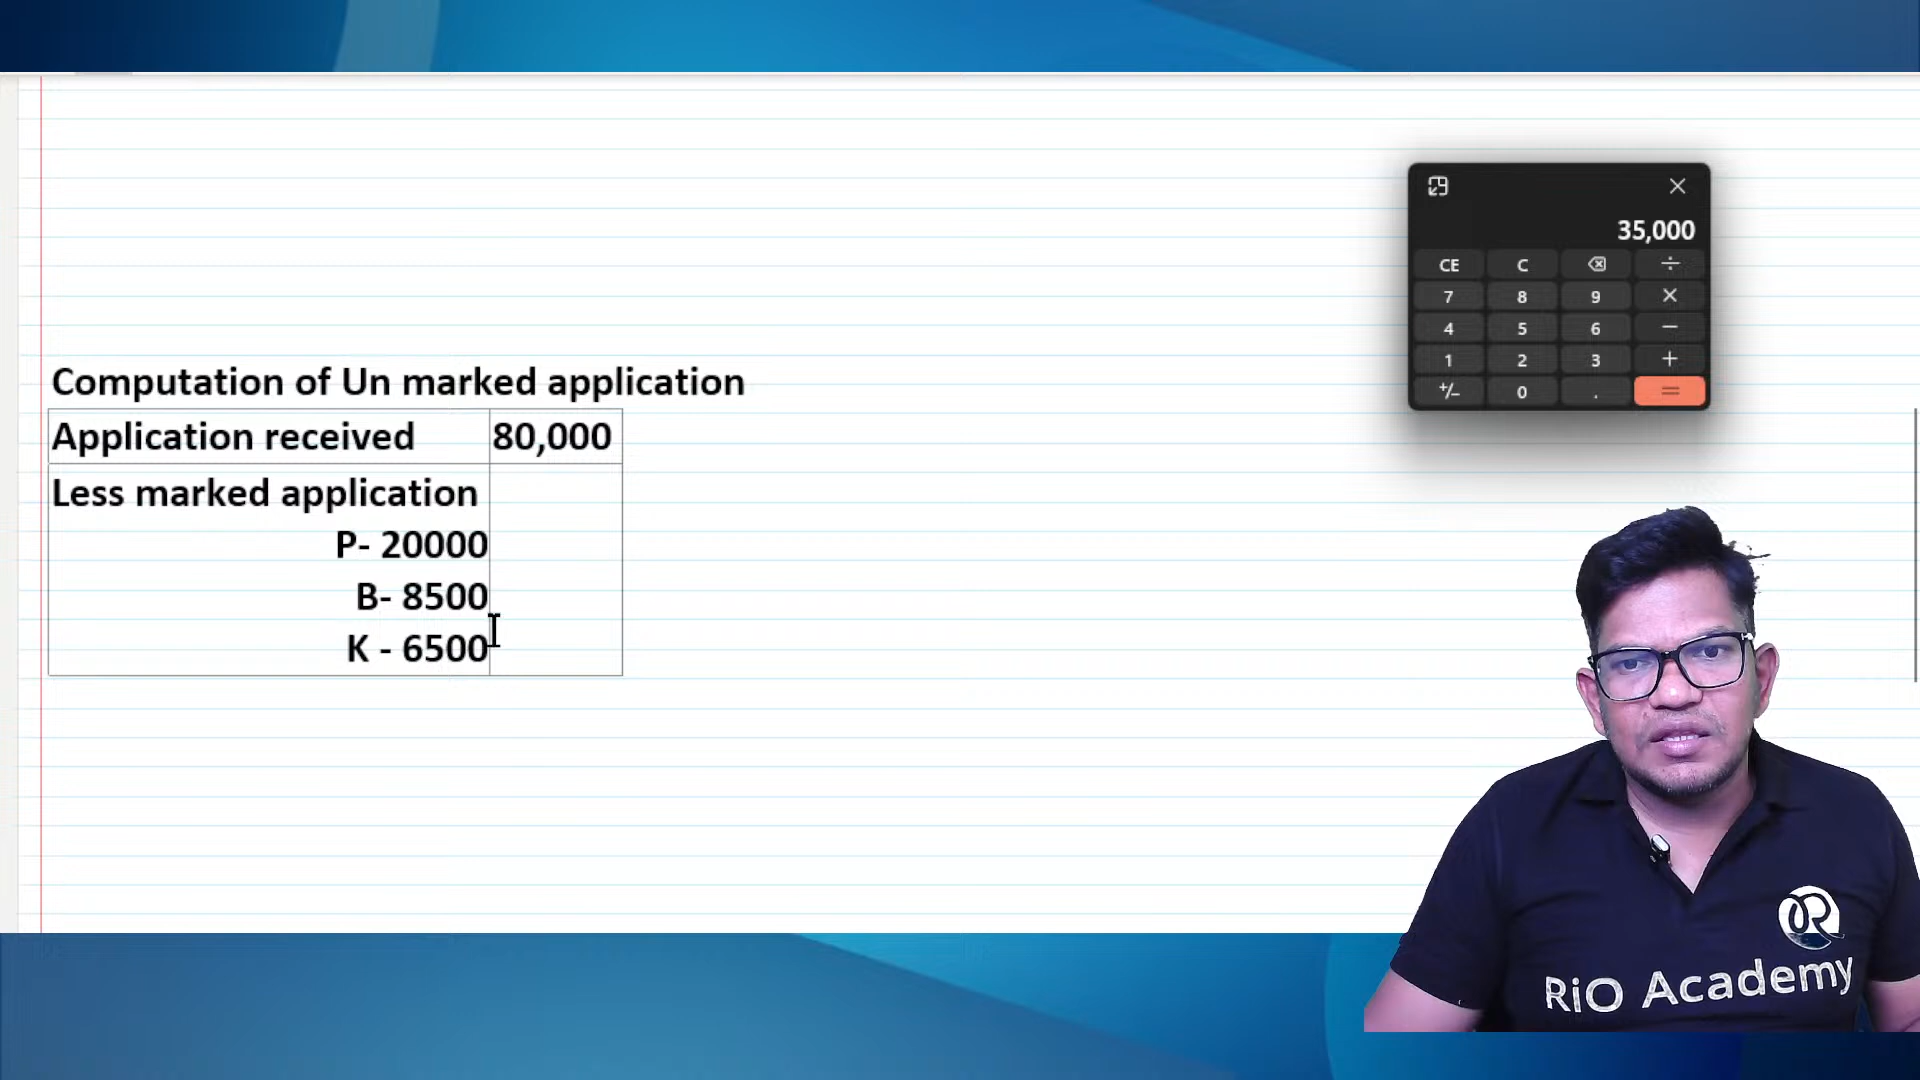 35,000
CE C ÷
7 8 9 ×
4 5 6 −
1 2 3 +
+/− 0 . =
Computation of Un marked application
Application received 80,000
Less marked application
P- 20000
B- 8500
K - 6500
RiO Academy